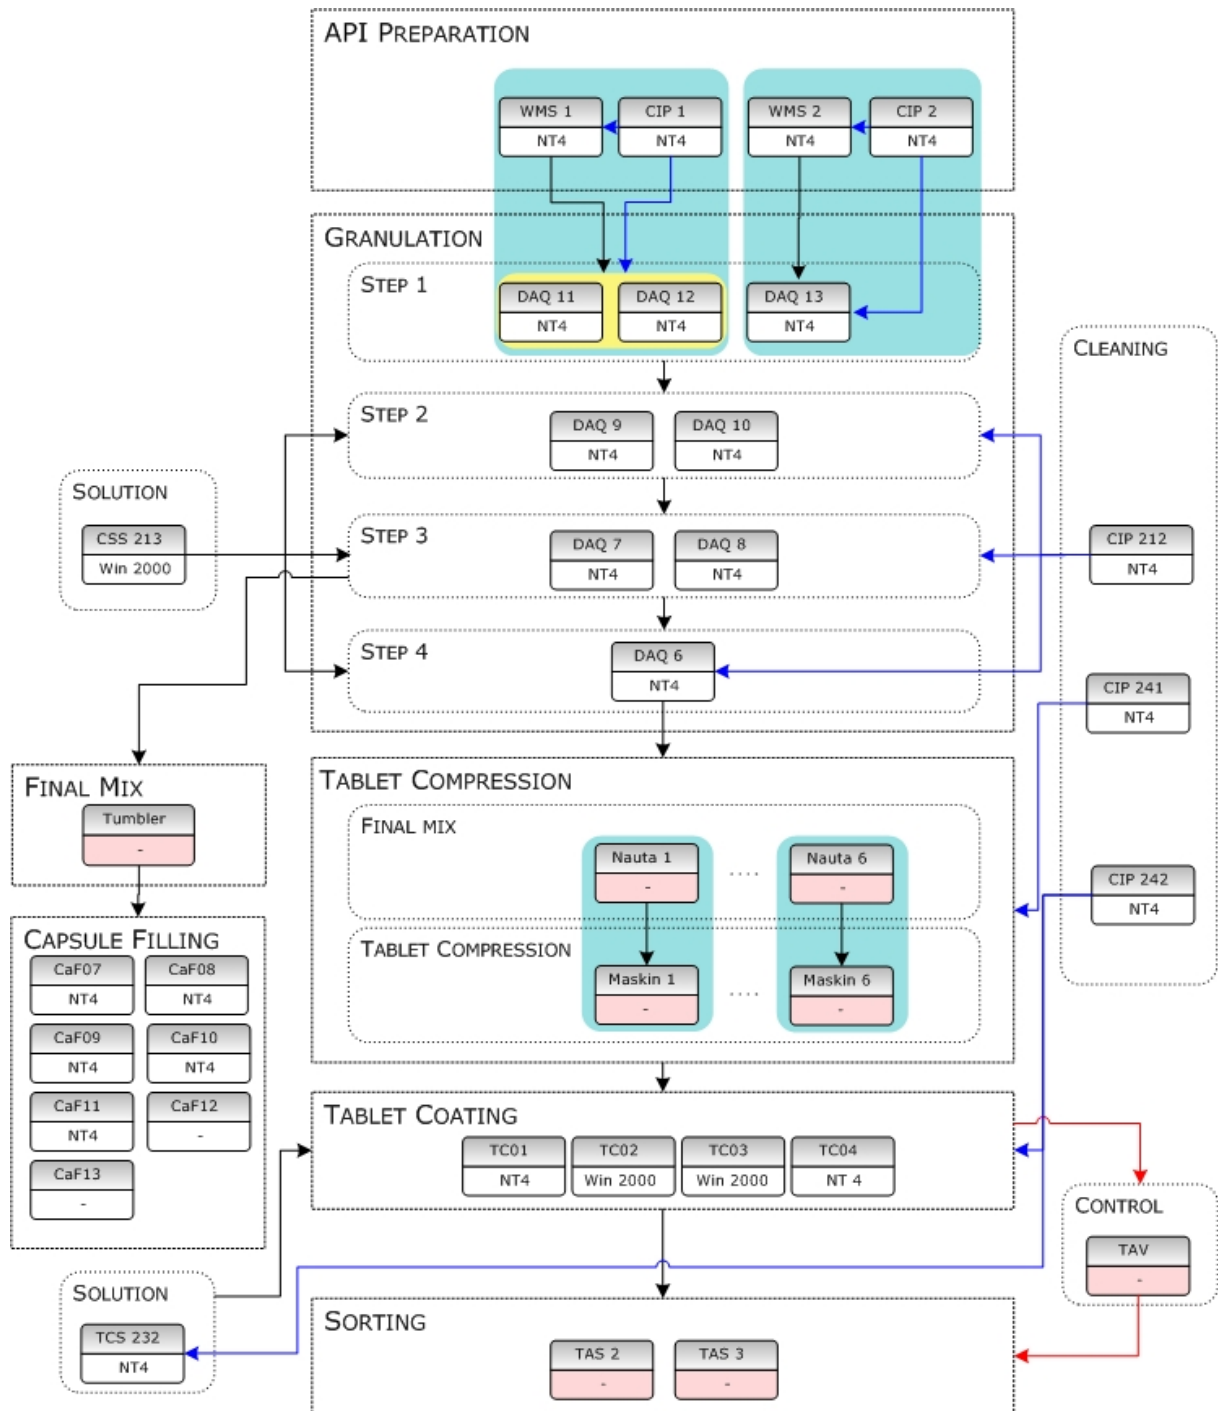 API PREPARATION
WMS 1
NT4
CIP 1
NT4
WMS 2
NT4
CIP 2
NT4
GRANULATION
STEP 1
DAQ 11
NT4
DAQ 12
NT4
DAQ 13
NT4
STEP 2
DAQ 9
NT4
DAQ 10
NT4
STEP 3
DAQ 7
NT4
DAQ 8
NT4
STEP 4
DAQ 6
NT4
SOLUTION
CSS 213
Win 2000
CLEANING
CIP 212
NT4
CIP 241
NT4
CIP 242
NT4
FINAL MIX
Tumbler
-
CAPSULE FILLING
CaF07
NT4
CaF08
NT4
CaF09
NT4
CaF10
NT4
CaF11
NT4
CaF12
-
CaF13
-
TABLET COMPRESSION
FINAL MIX
Nauta 1
-
....
Nauta 6
-
TABLET COMPRESSION
Maskin 1
-
....
Maskin 6
-
TABLET COATING
TC01
NT4
TC02
Win 2000
TC03
Win 2000
TC04
NT 4
CONTROL
TAV
-
SOLUTION
TCS 232
NT4
SORTING
TAS 2
-
TAS 3
-